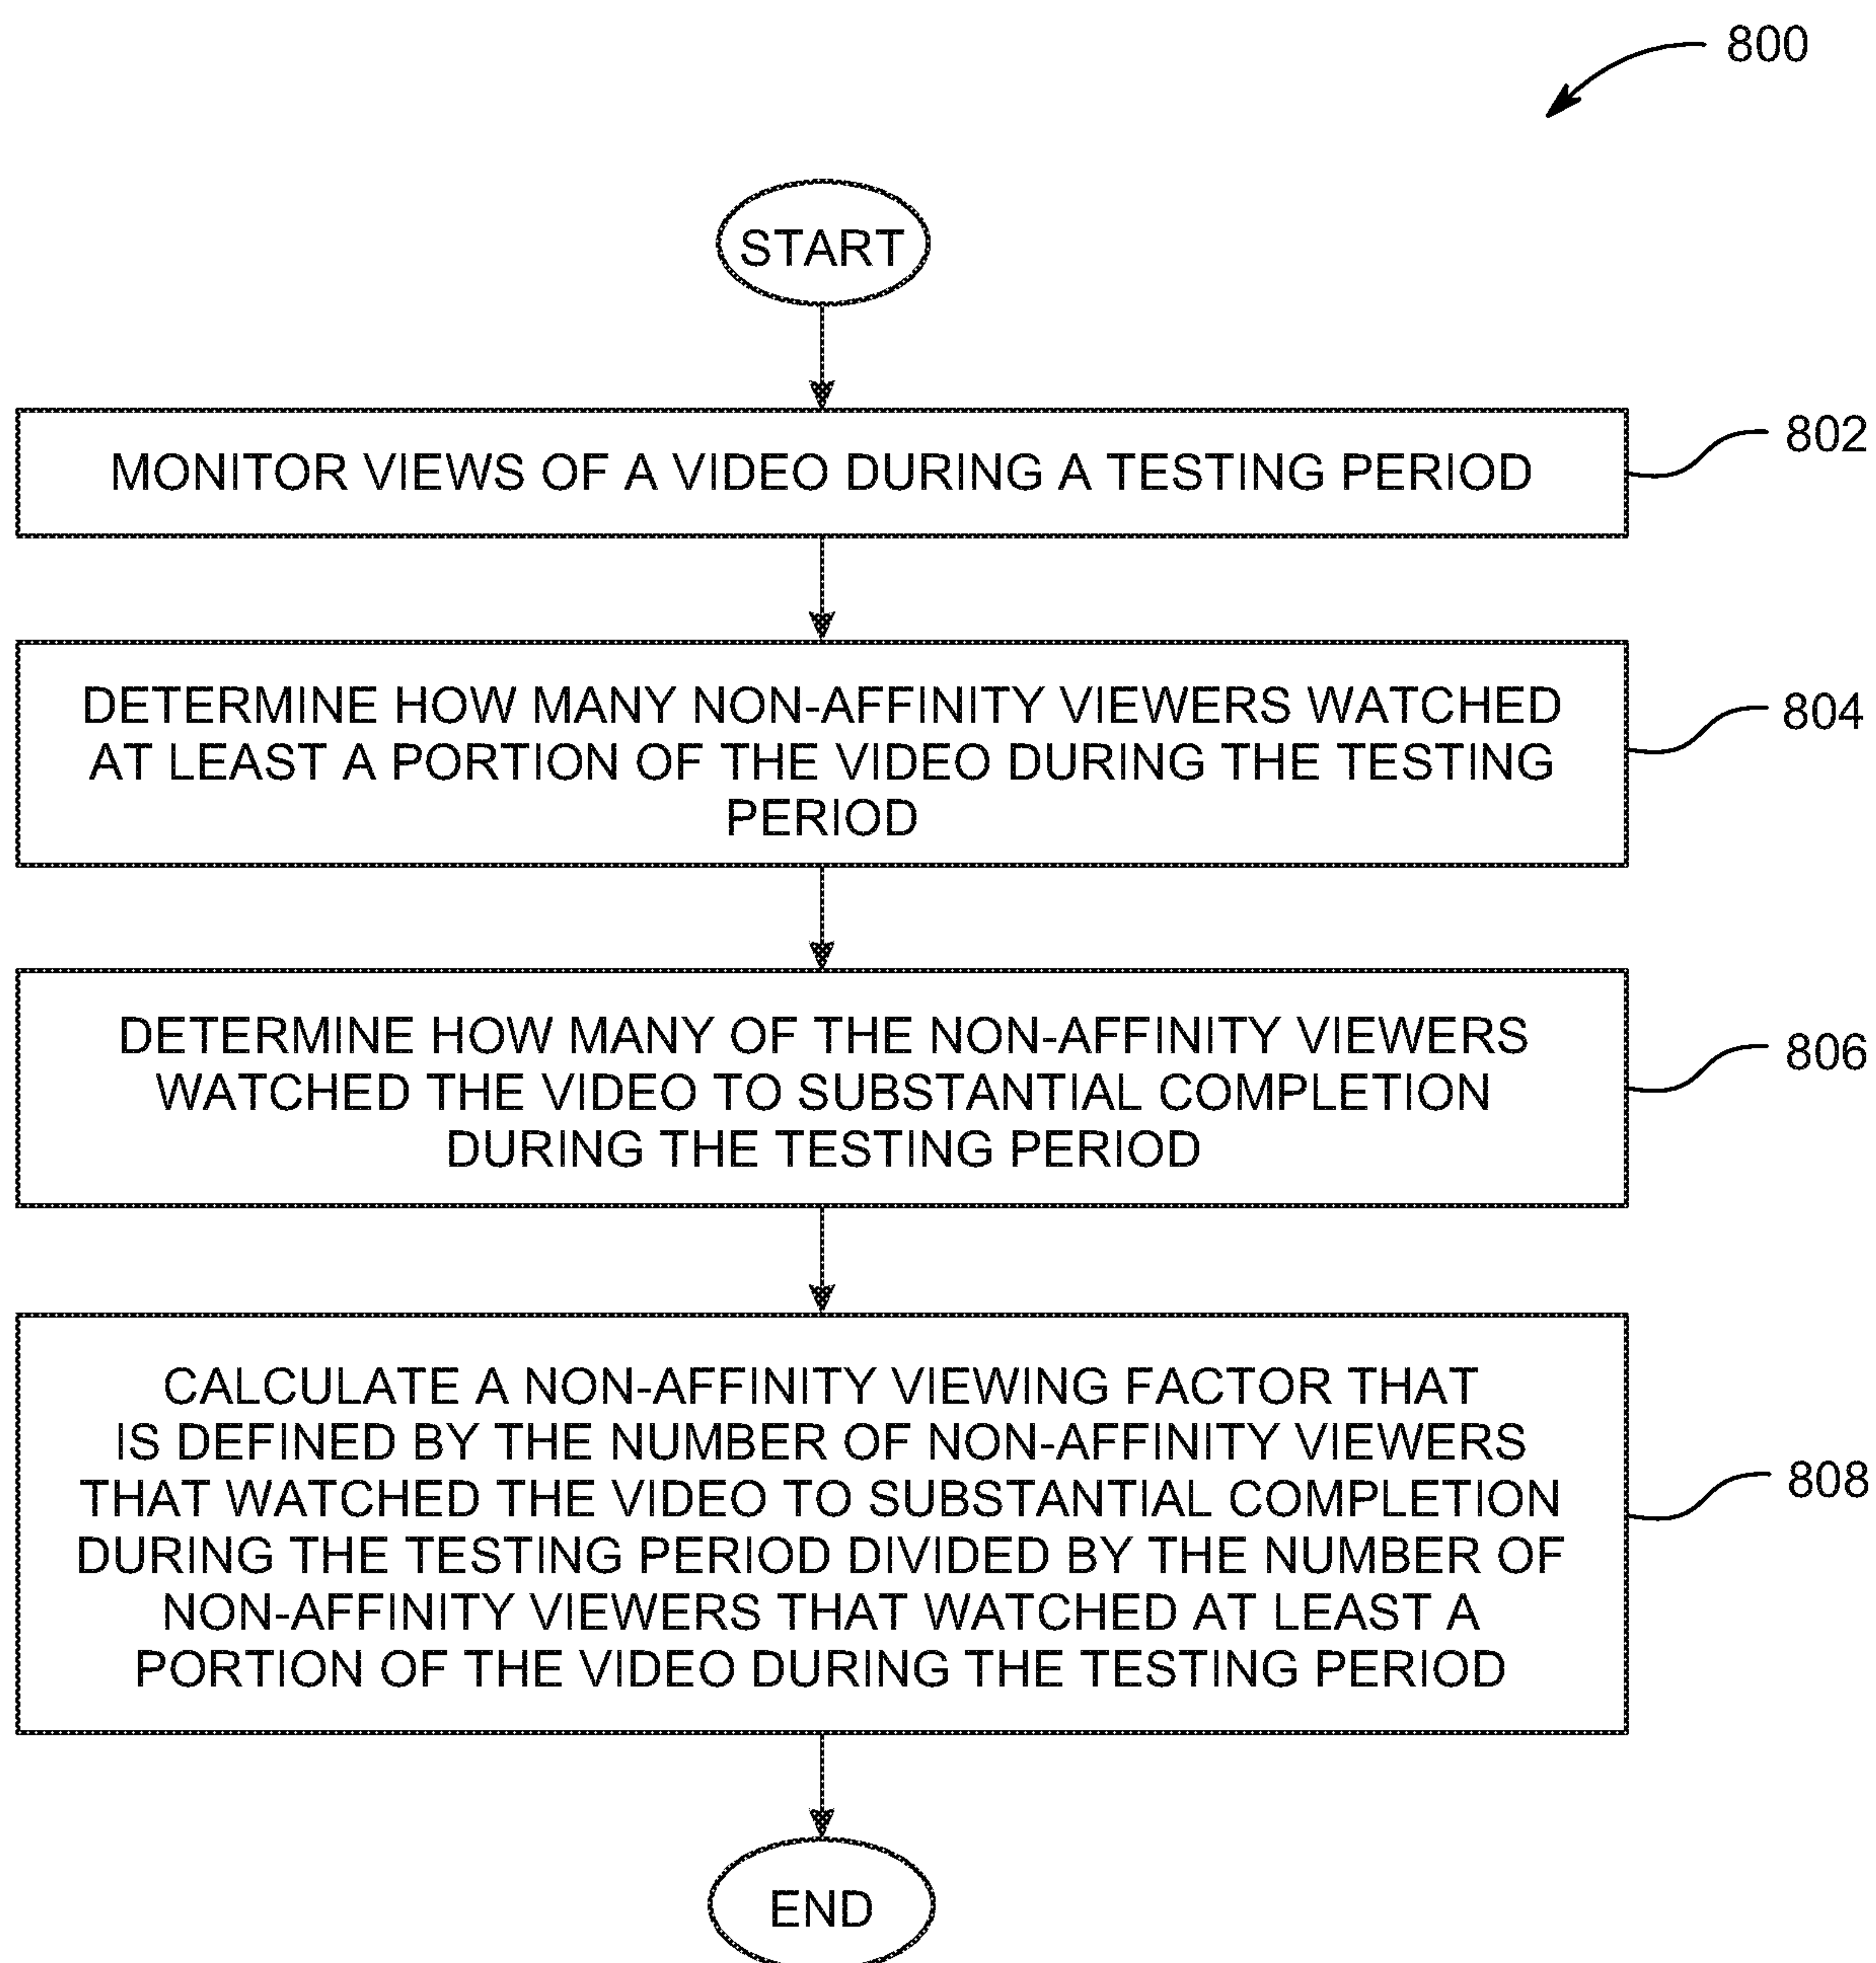 800
START
MONITOR VIEWS OF A VIDEO DURING A TESTING PERIOD
802
DETERMINE HOW MANY NON-AFFINITY VIEWERS WATCHED
AT LEAST A PORTION OF THE VIDEO DURING THE TESTING
PERIOD
804
DETERMINE HOW MANY OF THE NON-AFFINITY VIEWERS
WATCHED THE VIDEO TO SUBSTANTIAL COMPLETION
DURING THE TESTING PERIOD
806
CALCULATE A NON-AFFINITY VIEWING FACTOR THAT
IS DEFINED BY THE NUMBER OF NON-AFFINITY VIEWERS
THAT WATCHED THE VIDEO TO SUBSTANTIAL COMPLETION
DURING THE TESTING PERIOD DIVIDED BY THE NUMBER OF
NON-AFFINITY VIEWERS THAT WATCHED AT LEAST A
PORTION OF THE VIDEO DURING THE TESTING PERIOD
808
END